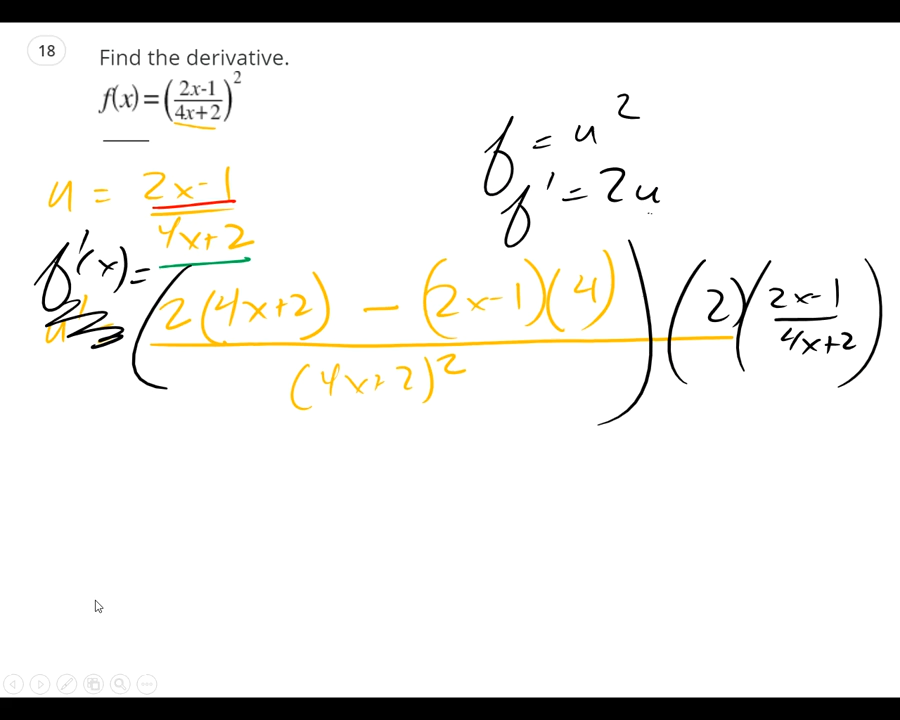 18
Find the derivative.
f(x) = (2x-1 / 4x+2)^2
f = u^2
f' = 2u
u = 2x-1 / 4x+2
f'(x) = (2(4x+2) - (2x-1)(4) / (4x+2)^2) (2)(2x-1 / 4x+2)